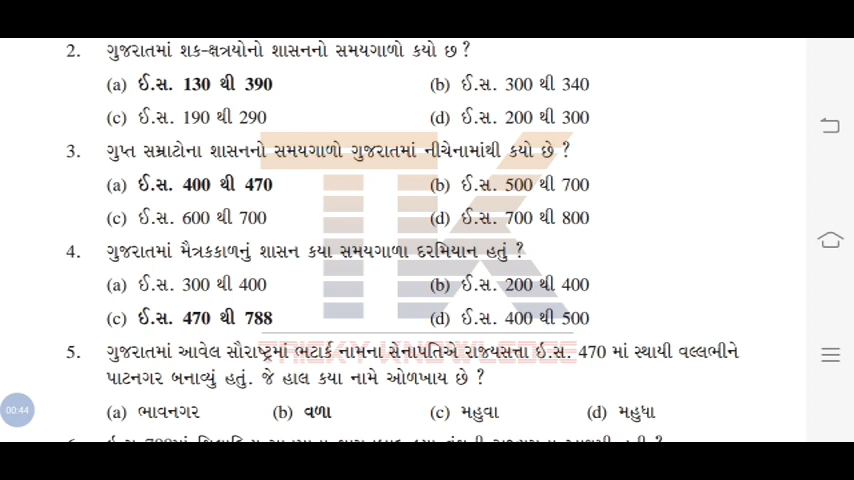 2. ગુજરાતમાં શક-ક્ષત્રયોનો શાસનનો સમયગાળો કયો છ ?
(a) ઈ.સ. 130 થી 390 (b) ઈ.સ. 300 થી 340
(c) ઈ.સ. 190 થી 290 (d) ઈ.સ. 200 થી 300
3. ગુપ્ત સમ્રાટોના શાસનનો સમયગાળો ગુજરાતમાં નીચેનામાંથી કયો છે ?
(a) ઈ.સ. 400 થી 470 (b) ઈ.સ. 500 થી 700
(c) ઈ.સ. 600 થી 700 (d) ઈ.સ. 700 થી 800
4. ગુજરાતમાં મૈત્રકકાળનું શાસન કયા સમયગાળા દરમિયાન હતું ?
(a) ઈ.સ. 300 થી 400 (b) ઈ.સ. 200 થી 400
(c) ઈ.સ. 470 થી 788 (d) ઈ.સ. 400 થી 500
TRICKY KNOWLEDGE
5. ગુજરાતમાં આવેલ સૌરાષ્ટ્રમાં ભટાર્ક નામના સેનાપતિએ રાજ્યસત્તા ઈ.સ. 470 માં સ્થાયી વલ્લભીને
પાટનગર બનાવ્યું હતું. જે હાલ કયા નામે ઓળખાય છે ?
00:44
(a) ભાવનગર (b) વળા (c) મહુવા (d) મહુધા